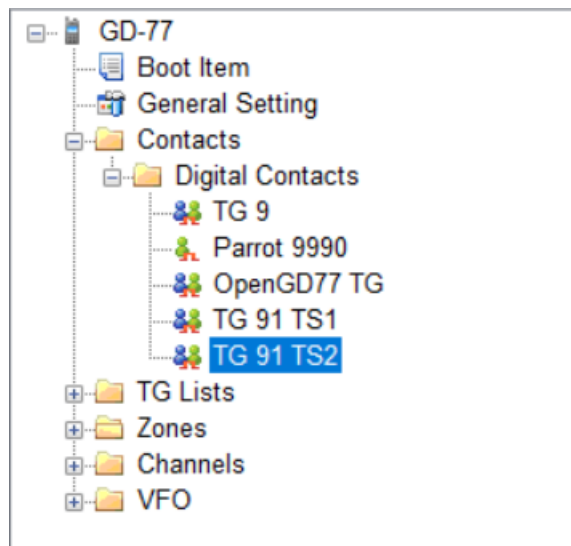 GD-77
Boot Item
General Setting
Contacts
Digital Contacts
TG 9
Parrot 9990
OpenGD77 TG
TG 91 TS1
TG 91 TS2
TG Lists
Zones
Channels
VFO